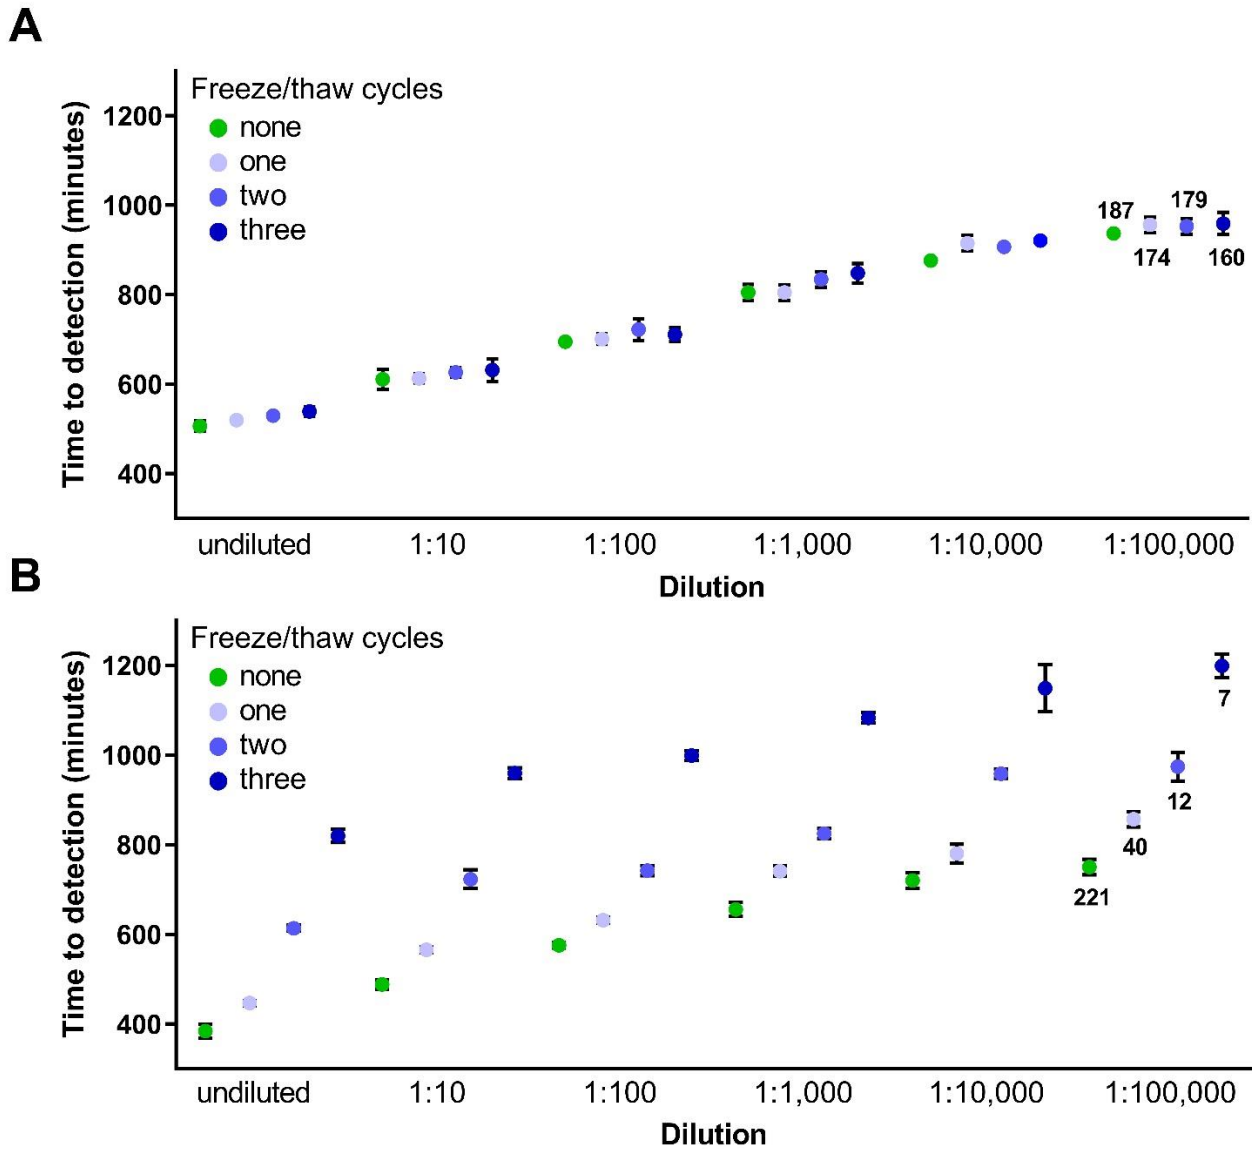 A
Freeze/thaw cycles
none
one
two
three
Time to detection (minutes)
1200
1000
800
600
400
187
174
179
160
undiluted 1:10 1:100 1:1,000 1:10,000 1:100,000
Dilution
B
Freeze/thaw cycles
none
one
two
three
Time to detection (minutes)
1200
1000
800
600
400
221
40
12
7
undiluted 1:10 1:100 1:1,000 1:10,000 1:100,000
Dilution